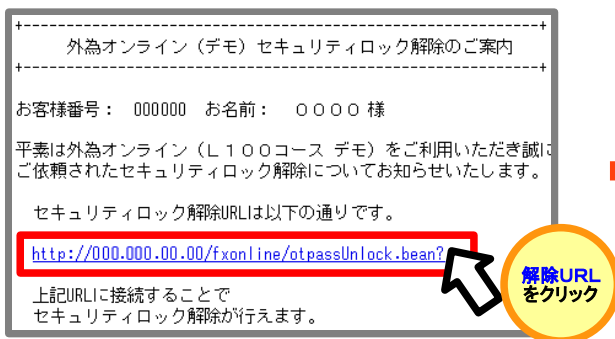 +------------------------------------------------------+
外為オンライン（デモ）セキュリティロック解除のご案内
+------------------------------------------------------+
お客様番号： 000000 お名前： ００００ 様
平素は外為オンライン（Ｌ１００コース デモ）をご利用いただき誠に
ご依頼されたセキュリティロック解除についてお知らせいたします。
セキュリティロック解除URLは以下の通りです。
http://000.000.00.00/fxonline/otpassUnlock.bean?
解除URL
をクリック
上記URLに接続することで
セキュリティロック解除が行えます。